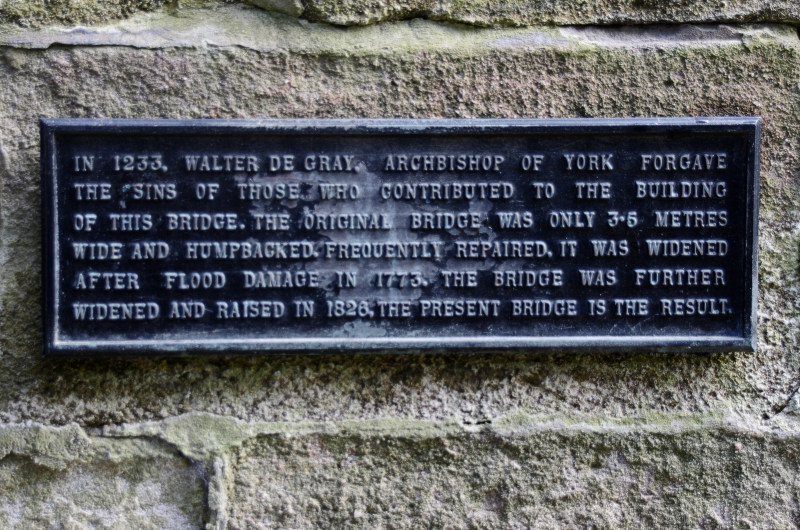 IN 1233, WALTER DE GRAY, ARCHBISHOP OF YORK FORGAVE
THE SINS OF THOSE WHO CONTRIBUTED TO THE BUILDING
OF THIS BRIDGE. THE ORIGINAL BRIDGE WAS ONLY 3·5 METRES
WIDE AND HUMPBACKED. FREQUENTLY REPAIRED, IT WAS WIDENED
AFTER FLOOD DAMAGE IN 1773. THE BRIDGE WAS FURTHER
WIDENED AND RAISED IN 1826, THE PRESENT BRIDGE IS THE RESULT.